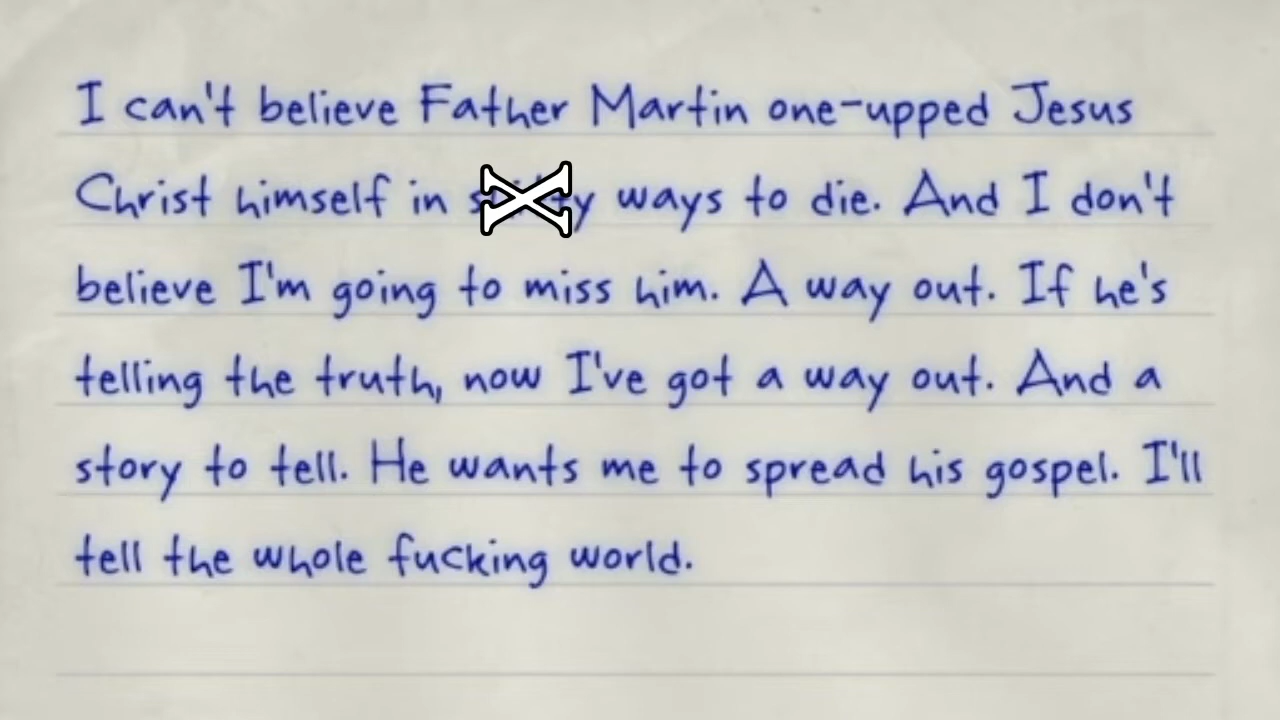 I can't believe Father Martin one-upped Jesus
Christ himself in ways to die. And I don't
believe I'm going to miss him. A way out. If he's
telling the truth, now I've got a way out. And a
story to tell. He wants me to spread his gospel. I'll
tell the whole fucking world.